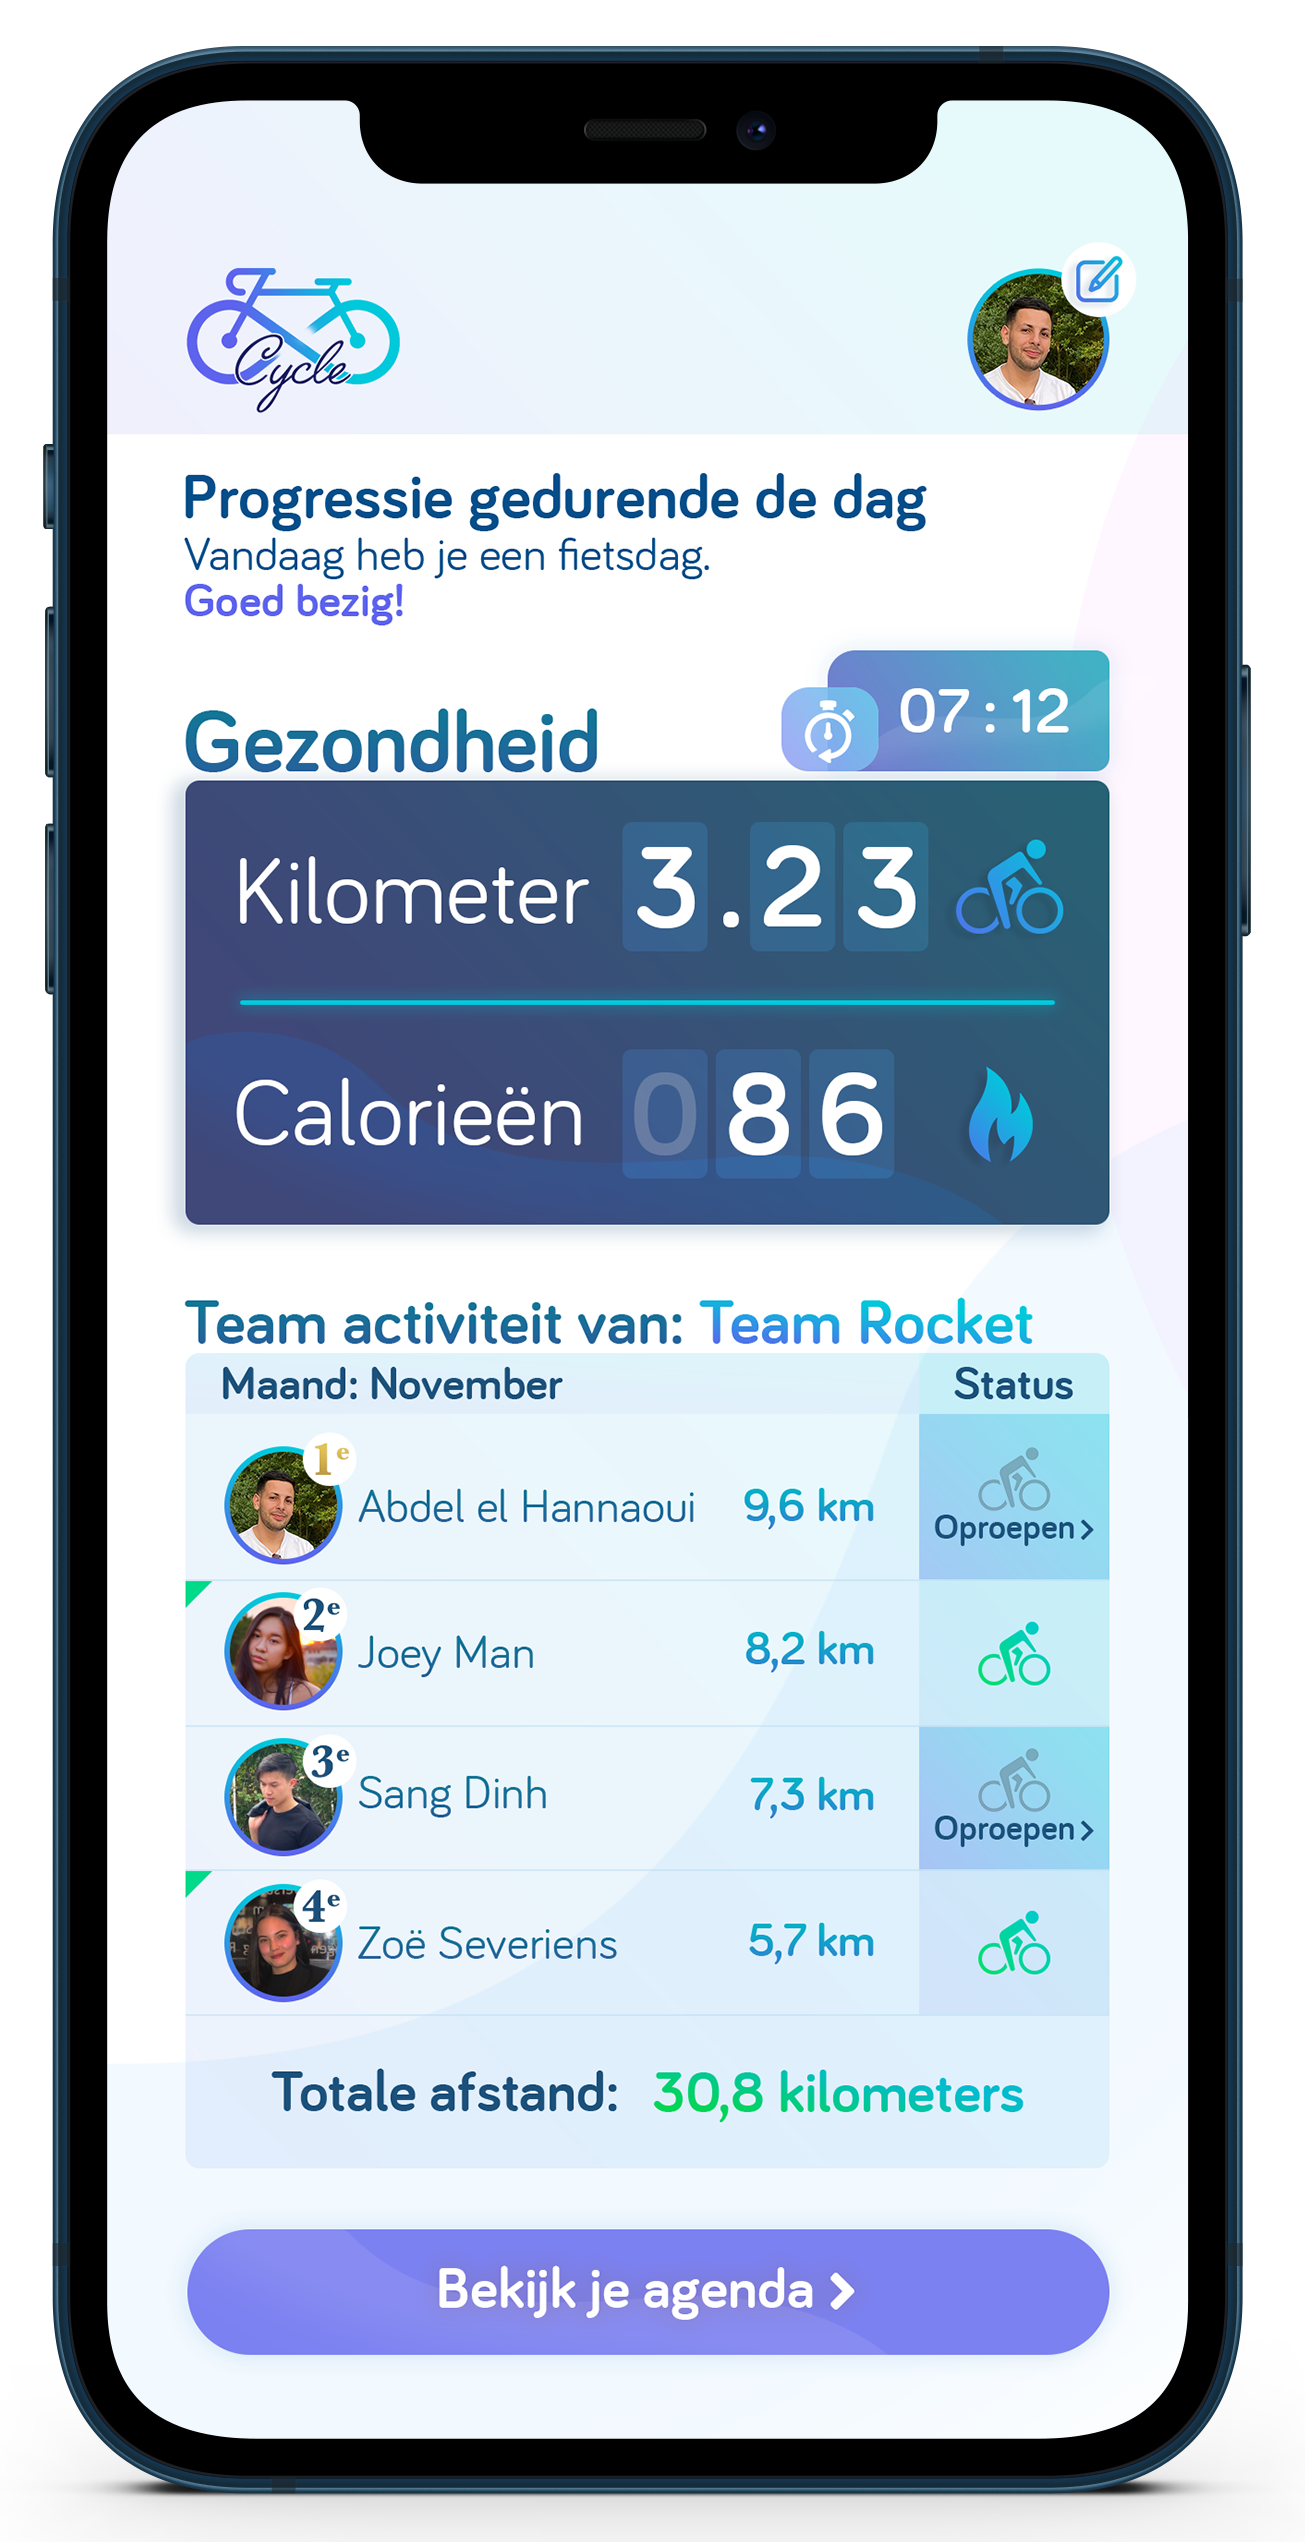 Cycle
Progressie gedurende de dag
Vandaag heb je een fietsdag.
Goed bezig!
Gezondheid
07 : 12
Kilometer 3.23
Calorieën 086
Team activiteit van: Team Rocket
Maand: November Status
1e Abdel el Hannaoui 9,6 km Oproepen >
2e Joey Man 8,2 km
3e Sang Dinh 7,3 km Oproepen >
4e Zoë Severiens 5,7 km
Totale afstand: 30,8 kilometers
Bekijk je agenda >